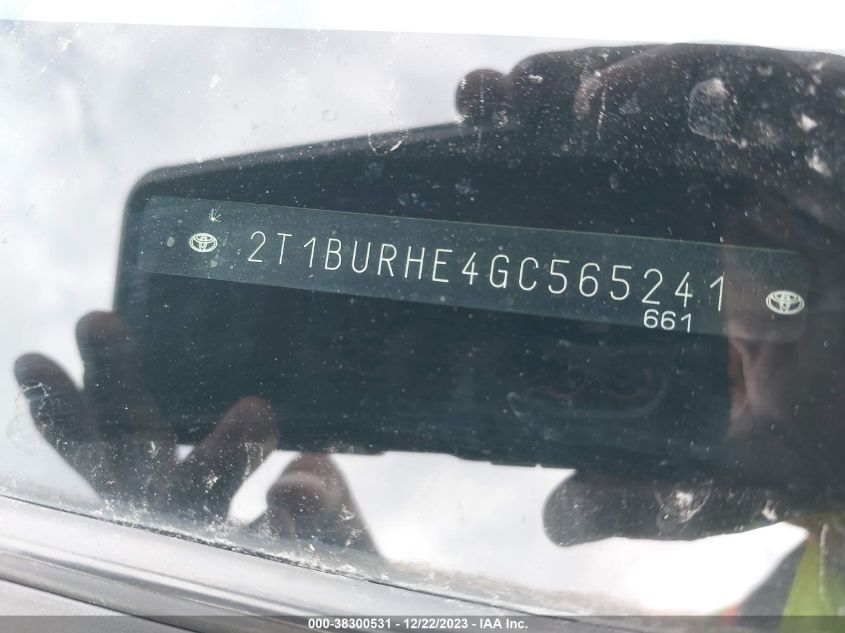 2T1BURHE4GC565241
661
000-38300531 - 12/22/2023 - IAA Inc.